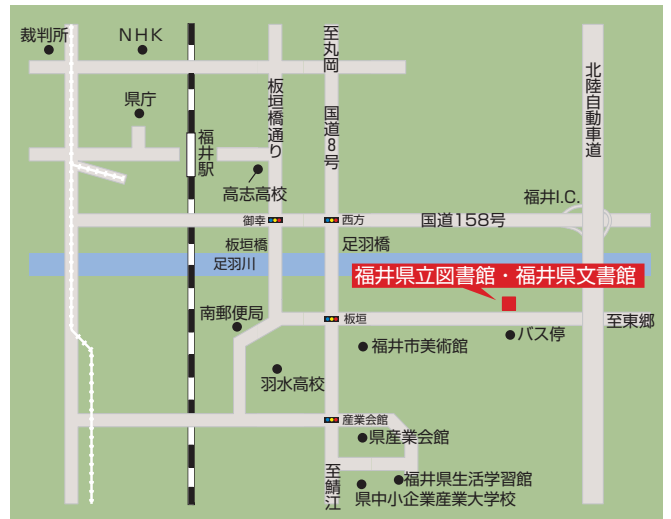 裁判所
NHK
至丸岡
県庁
板垣橋通り
国道8号
北陸自動車道
福井駅
高志高校
福井I.C.
御幸
西方
国道158号
板垣橋
足羽橋
足羽川
福井県立図書館・福井県文書館
南郵便局
板垣
至東郷
バス停
福井市美術館
羽水高校
産業会館
県産業会館
至鯖江
福井県生活学習館
県中小企業産業大学校